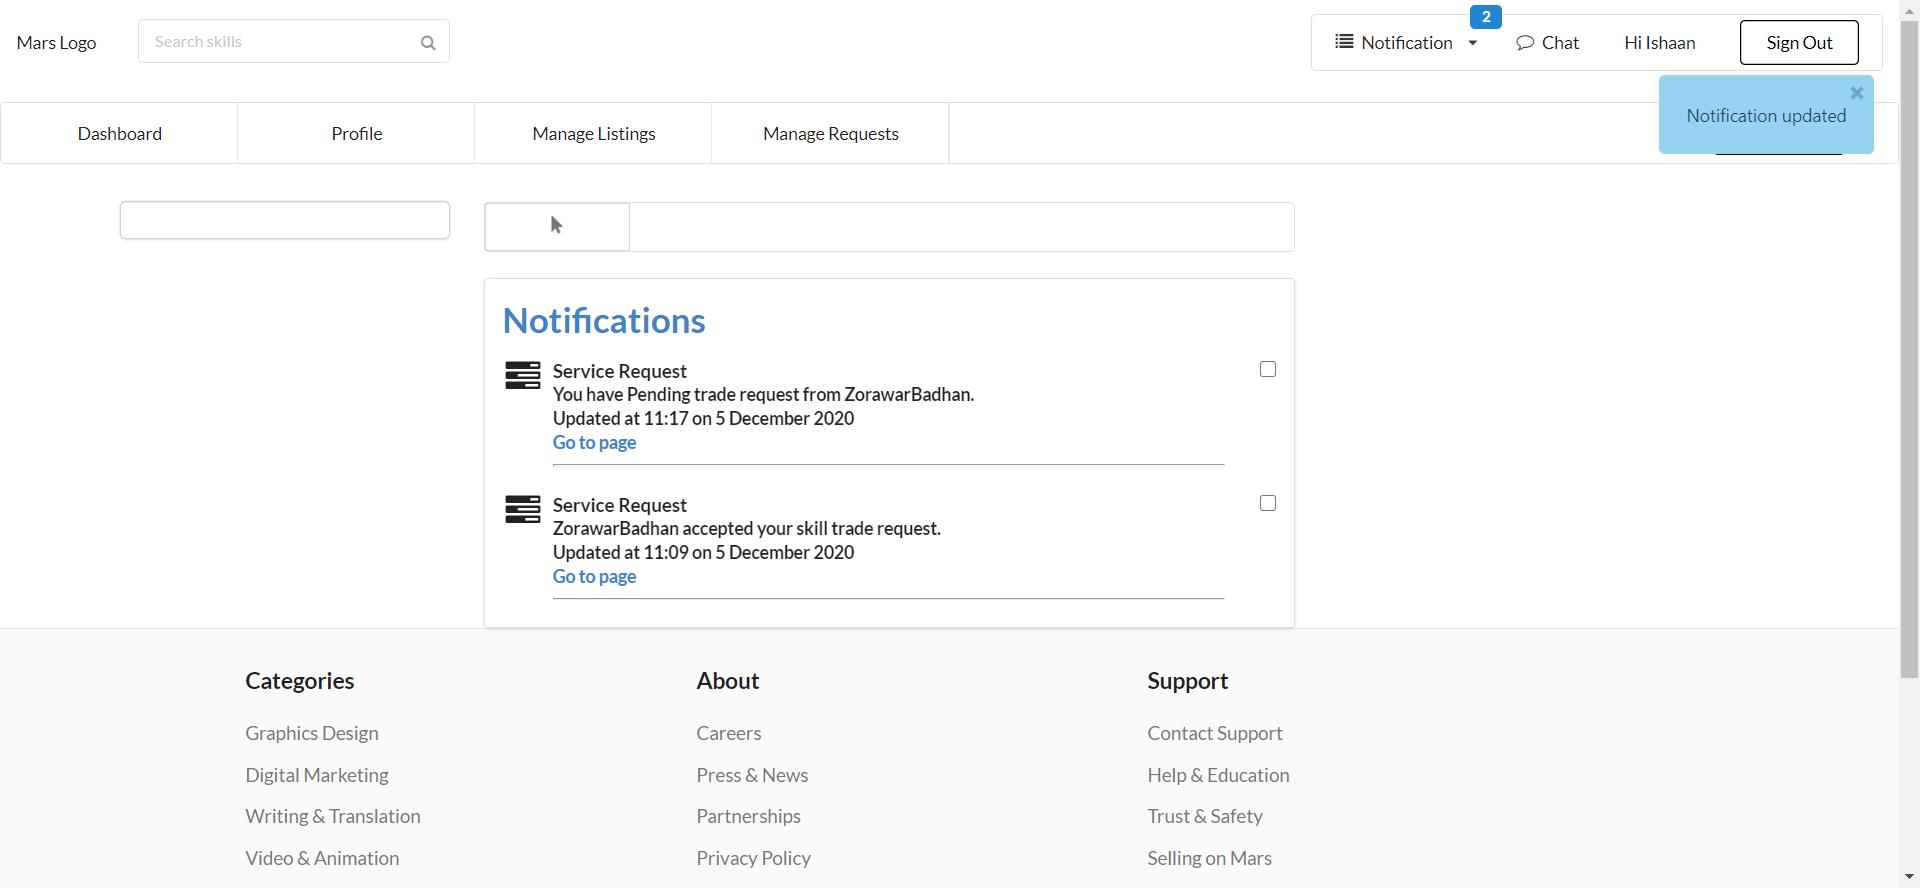 Mars Logo
Search skills
Notification
2
Chat
Hi Ishaan
Sign Out
Notification updated
Dashboard
Profile
Manage Listings
Manage Requests
Notifications
Service Request
You have Pending trade request from ZorawarBadhan.
Updated at 11:17 on 5 December 2020
Go to page
Service Request
ZorawarBadhan accepted your skill trade request.
Updated at 11:09 on 5 December 2020
Go to page
Categories
Graphics Design
Digital Marketing
Writing & Translation
Video & Animation
About
Careers
Press & News
Partnerships
Privacy Policy
Support
Contact Support
Help & Education
Trust & Safety
Selling on Mars